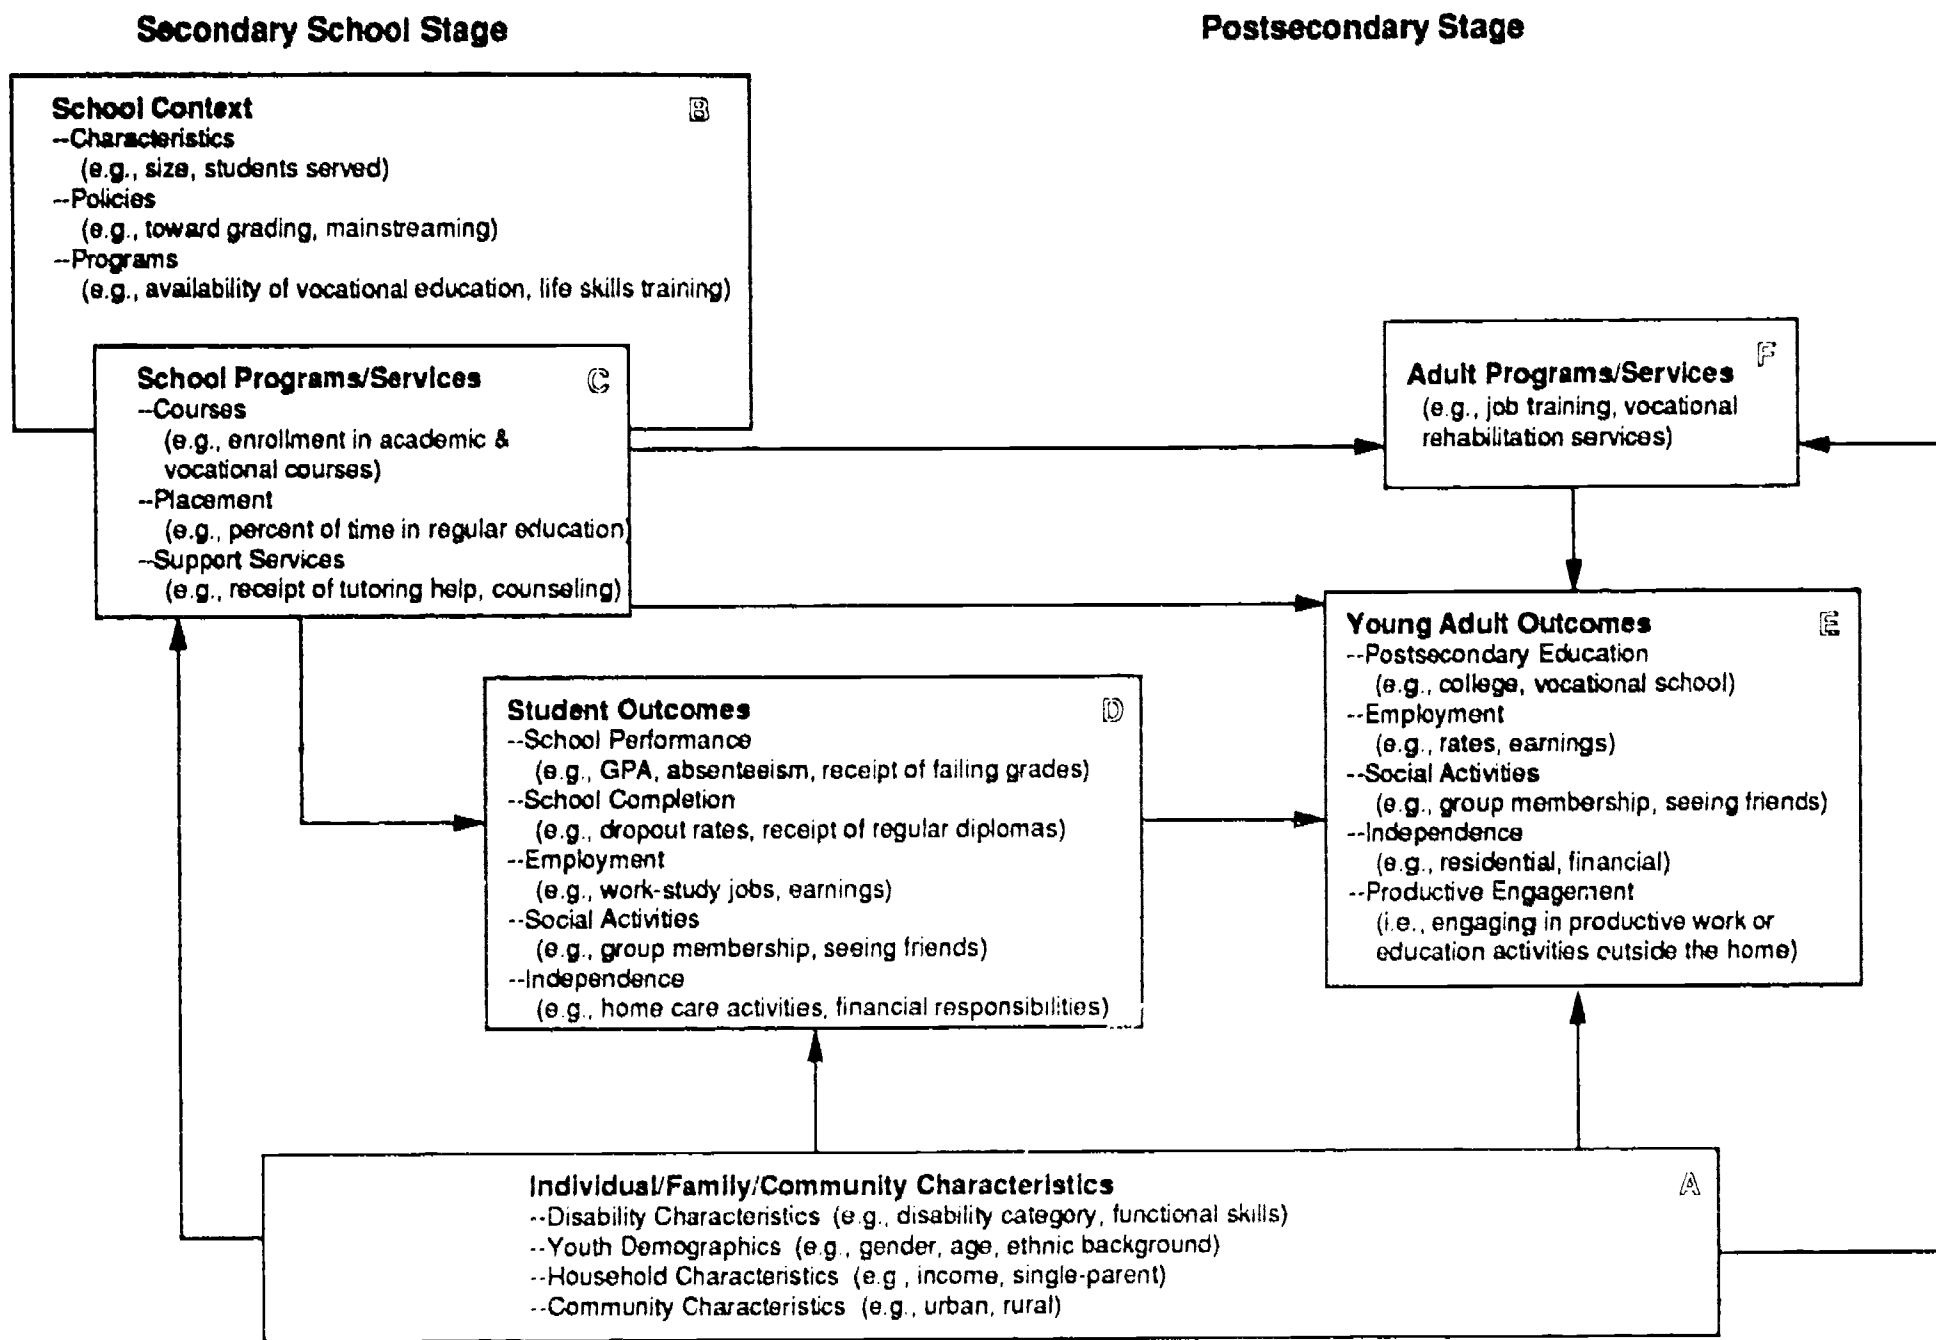 Secondary School Stage
Postsecondary Stage
School Context B
--Characteristics
(e.g., size, students served)
--Policies
(e.g., toward grading, mainstreaming)
--Programs
(e.g., availability of vocational education, life skills training)
School Programs/Services C
--Courses
(e.g., enrollment in academic &
vocational courses)
--Placement
(e.g., percent of time in regular education)
--Support Services
(e.g., receipt of tutoring help, counseling)
Adult Programs/Services F
(e.g., job training, vocational
rehabilitation services)
Student Outcomes D
--School Performance
(e.g., GPA, absenteeism, receipt of failing grades)
--School Completion
(e.g., dropout rates, receipt of regular diplomas)
--Employment
(e.g., work-study jobs, earnings)
--Social Activities
(e.g., group membership, seeing friends)
--Independence
(e.g., home care activities, financial responsibilities)
Young Adult Outcomes E
--Postsecondary Education
(e.g., college, vocational school)
--Employment
(e.g., rates, earnings)
--Social Activities
(e.g., group membership, seeing friends)
--Independence
(e.g., residential, financial)
--Productive Engagement
(i.e., engaging in productive work or
education activities outside the home)
Individual/Family/Community Characteristics A
--Disability Characteristics (e.g., disability category, functional skills)
--Youth Demographics (e.g., gender, age, ethnic background)
--Household Characteristics (e.g., income, single-parent)
--Community Characteristics (e.g., urban, rural)